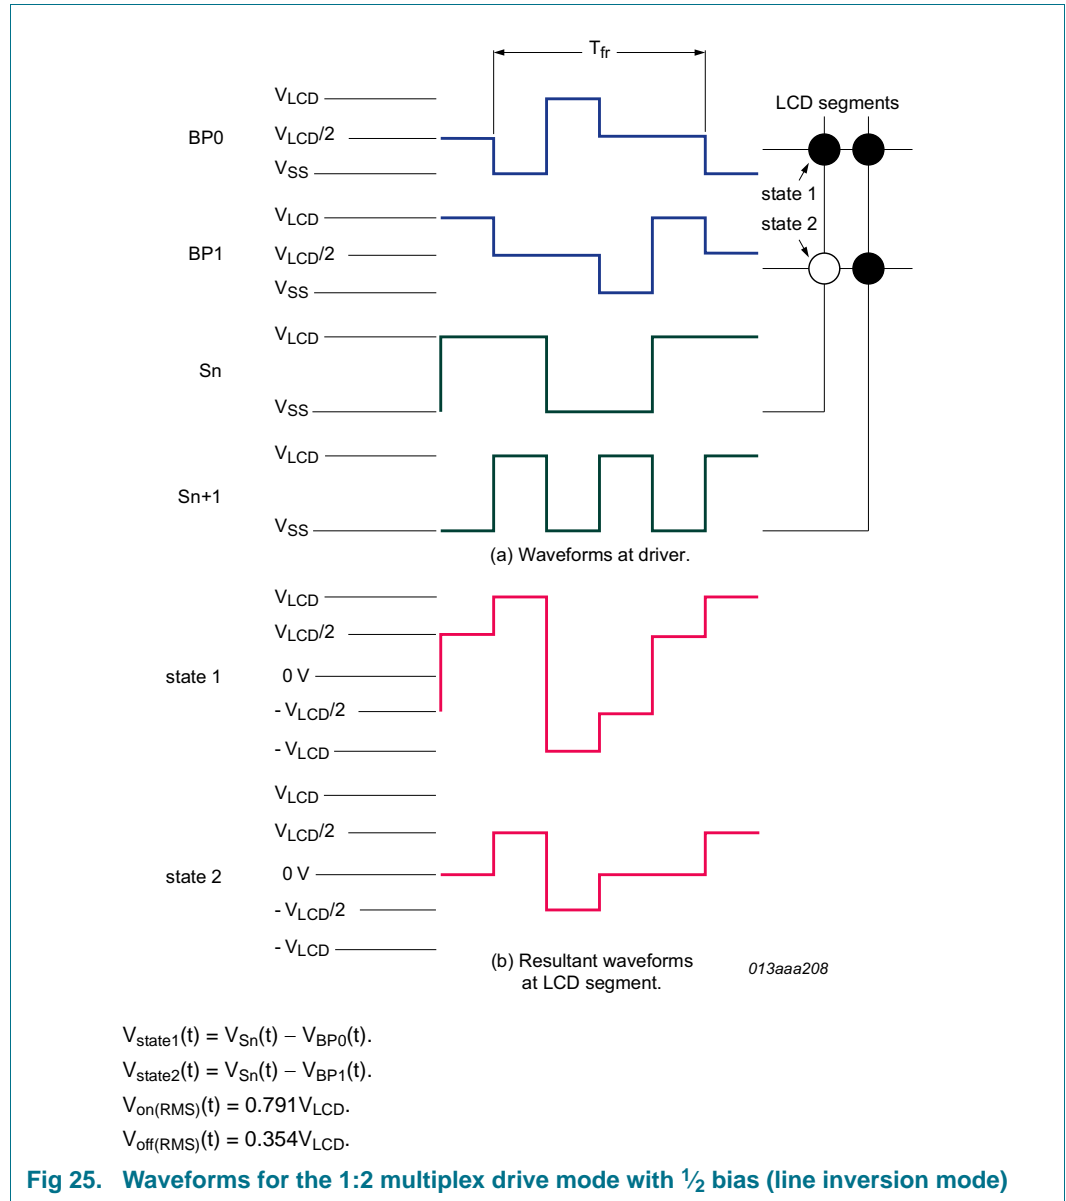 Tfr
VLCD
LCD segments
BP0
VLCD/2
VSS
state 1
VLCD
state 2
BP1
VLCD/2
VSS
VLCD
Sn
VSS
VLCD
Sn+1
VSS
(a) Waveforms at driver.
VLCD
VLCD/2
state 1
0 V
- VLCD/2
- VLCD
VLCD
VLCD/2
state 2
0 V
- VLCD/2
- VLCD
(b) Resultant waveforms
at LCD segment.
013aaa208
Vstate1(t) = VSn(t) − VBP0(t).
Vstate2(t) = VSn(t) − VBP1(t).
Von(RMS)(t) = 0.791VLCD.
Voff(RMS)(t) = 0.354VLCD.
Fig 25. Waveforms for the 1:2 multiplex drive mode with 1⁄2 bias (line inversion mode)